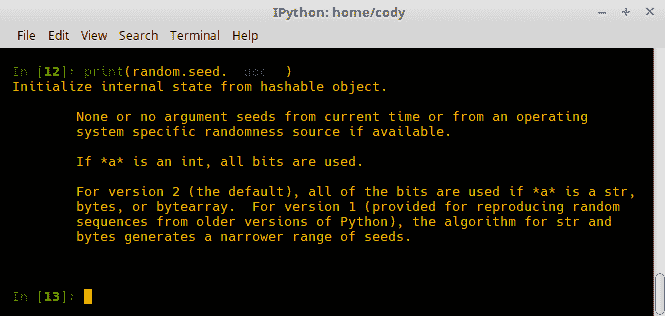 IPython: home/cody
File Edit View Search Terminal Help
In [12]: print(random.seed. doc )
Initialize internal state from hashable object.
None or no argument seeds from current time or from an operating
system specific randomness source if available.
If *a* is an int, all bits are used.
For version 2 (the default), all of the bits are used if *a* is a str,
bytes, or bytearray.  For version 1 (provided for reproducing random
sequences from older versions of Python), the algorithm for str and
bytes generates a narrower range of seeds.
In [13]: